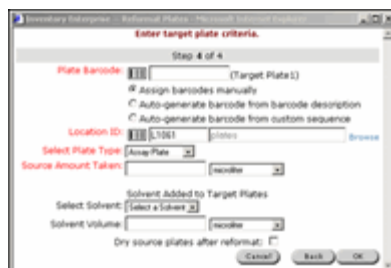 Inventory Enterprise - Reformat Plates - Microsoft Internet Explorer
Enter target plate criteria.
Step 4 of 4
Plate Barcode: (Target Plate1)
Assign barcodes manually
Auto-generate barcode from barcode description
Auto-generate barcode from custom sequence
Location ID: L1061 plates Browse
Select Plate Type: Assay Plate
Source Amount Taken: microliter
Solvent Added to Target Plates
Select Solvent: Select a Solvent
Solvent Volume: microliter
Dry source plates after reformat:
Cancel Back OK